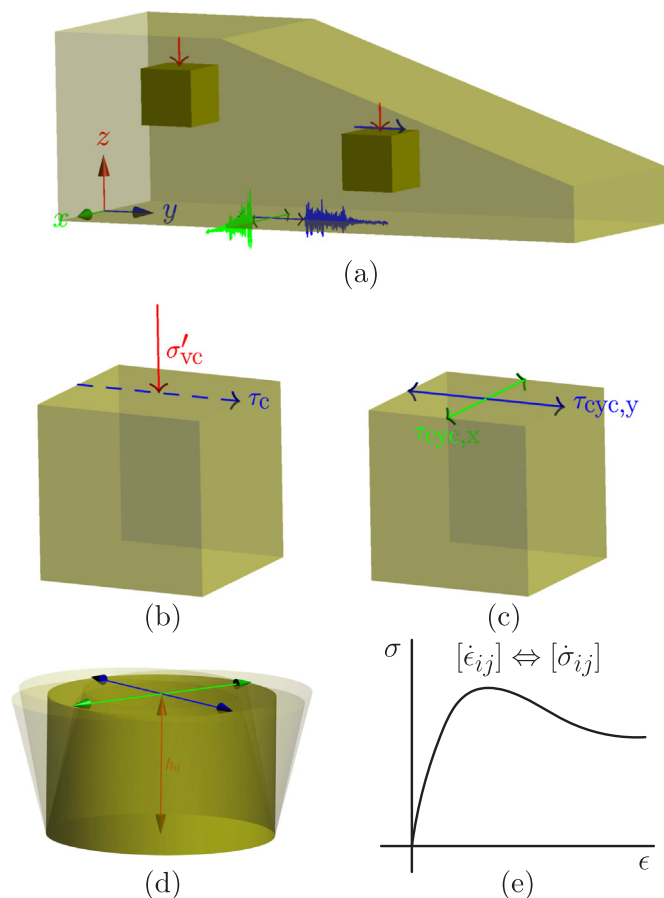 z
x
y
(a)
σ′vc
τc
τcyc,y
τcyc,x
(b)
(c)
σ
[ϵ̇ij] ⇔ [σ̇ij]
h0
ϵ
(d)
(e)